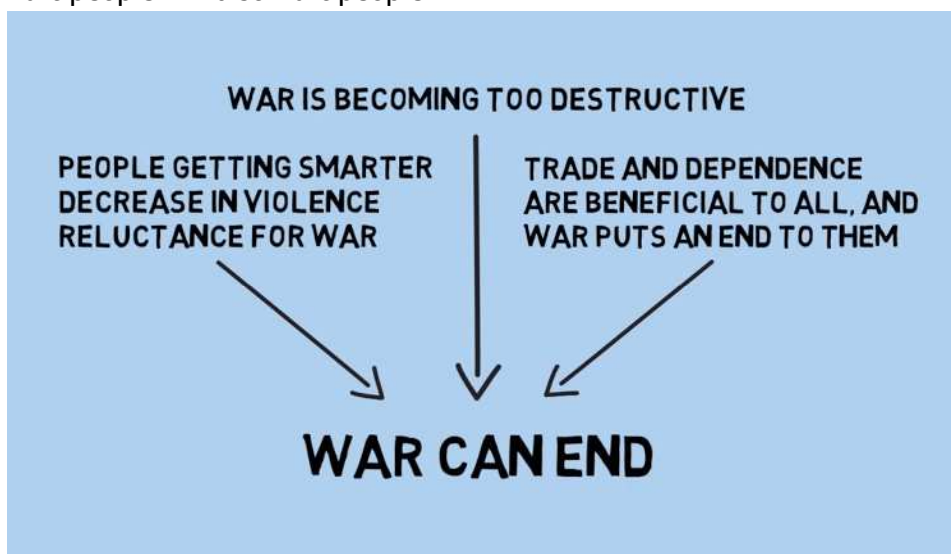 WAR IS BECOMING TOO DESTRUCTIVE
PEOPLE GETTING SMARTER
DECREASE IN VIOLENCE
RELUCTANCE FOR WAR
TRADE AND DEPENDENCE
ARE BENEFICIAL TO ALL, AND
WAR PUTS AN END TO THEM
WAR CAN END